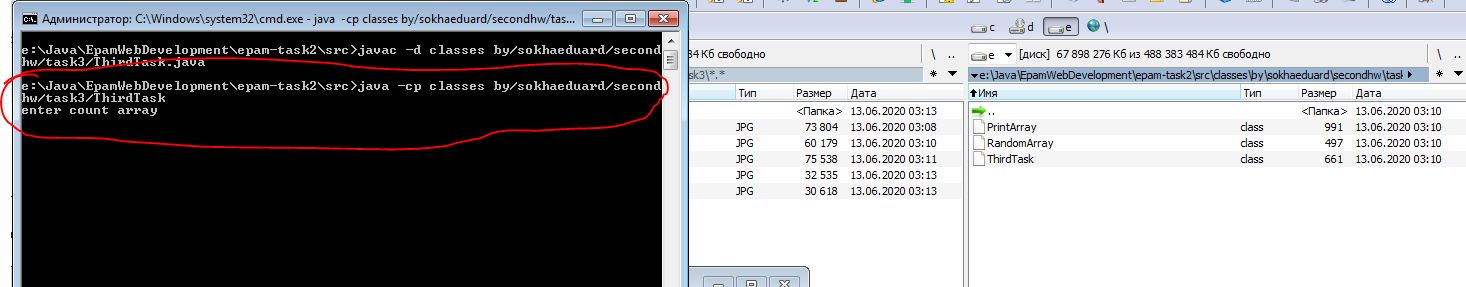 Администратор: C:\Windows\system32\cmd.exe - java -cp classes by/sokhaeduard/secondhw/tas...
e:\Java\EpamWebDevelopment\epam-task2\src>javac -d classes by/sokhaeduard/second
hw/task3/ThirdTask.java
e:\Java\EpamWebDevelopment\epam-task2\src>java -cp classes by/sokhaeduard/second
hw/task3/ThirdTask
enter count array
84 Кб свободно
\ ..
sk3\*.*
* ▼
Тип Размер Дата
<Папка> 13.06.2020 03:13
JPG 73 804 13.06.2020 03:08
JPG 60 179 13.06.2020 03:10
JPG 75 538 13.06.2020 03:11
JPG 32 535 13.06.2020 03:13
JPG 30 618 13.06.2020 03:13
c d e \
e [диск] 67 898 276 Кб из 488 383 484 Кб свободно
\ ..
e:\Java\EpamWebDevelopment\epam-task2\src\classes\by\sokhaeduard\secondhw\task
* ▼
Имя Тип Размер Дата
.. <Папка> 13.06.2020 03:10
PrintArray class 991 13.06.2020 03:10
RandomArray class 497 13.06.2020 03:10
ThirdTask class 661 13.06.2020 03:10